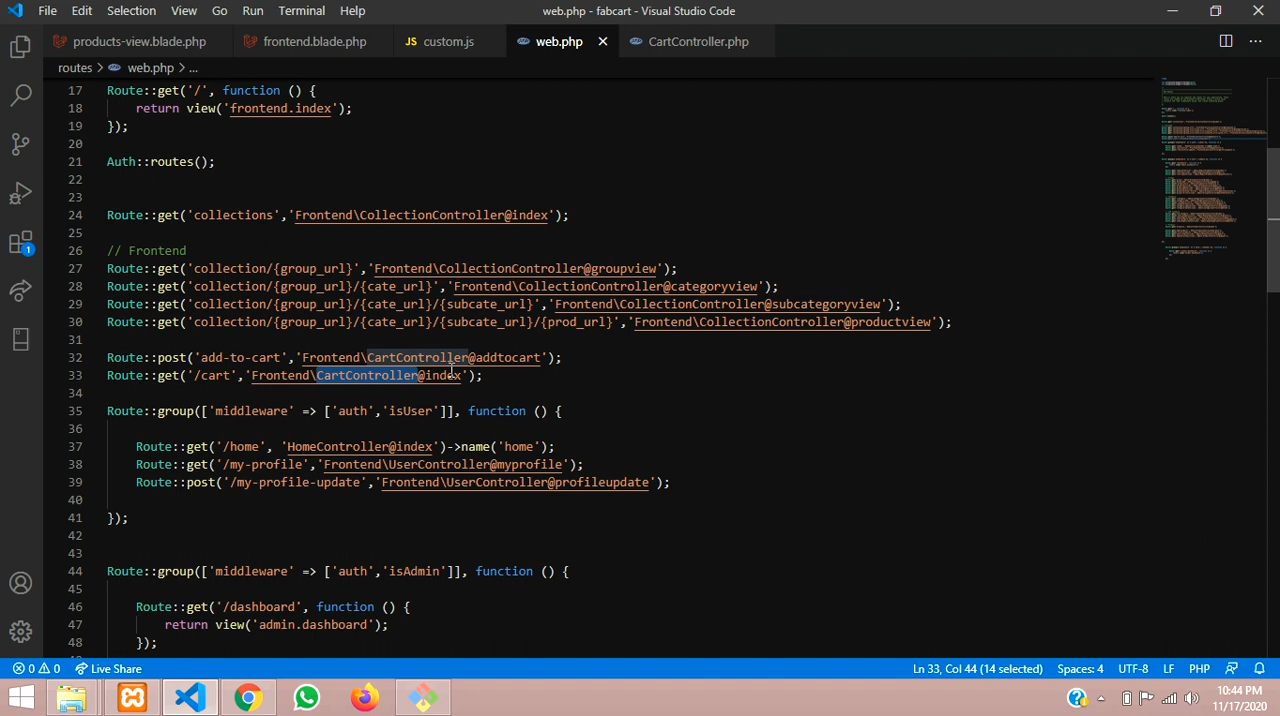 File Edit Selection View Go Run Terminal Help
web.php - fabcart - Visual Studio Code
products-view.blade.php
frontend.blade.php
JS custom.js
web.php
CartController.php
routes > web.php > ...
17 Route::get('/', function () {
18 return view('frontend.index');
19 });
20
21 Auth::routes();
22
23
24 Route::get('collections','Frontend\CollectionController@index');
25
26 // Frontend
27 Route::get('collection/{group_url}','Frontend\CollectionController@groupview');
28 Route::get('collection/{group_url}/{cate_url}','Frontend\CollectionController@categoryview');
29 Route::get('collection/{group_url}/{cate_url}/{subcate_url}','Frontend\CollectionController@subcategoryview');
30 Route::get('collection/{group_url}/{cate_url}/{subcate_url}/{prod_url}','Frontend\CollectionController@productview');
31
32 Route::post('add-to-cart','Frontend\CartController@addtocart');
33 Route::get('/cart','Frontend\CartController@index');
34
35 Route::group(['middleware' => ['auth','isUser']], function () {
36
37 Route::get('/home', 'HomeController@index')->name('home');
38 Route::get('/my-profile','Frontend\UserController@myprofile');
39 Route::post('/my-profile-update','Frontend\UserController@profileupdate');
40
41 });
42
43
44 Route::group(['middleware' => ['auth','isAdmin']], function () {
45
46 Route::get('/dashboard', function () {
47 return view('admin.dashboard');
48 });
1
0 0 Live Share
Ln 33, Col 44 (14 selected) Spaces: 4 UTF-8 LF PHP
10:44 PM
11/17/2020